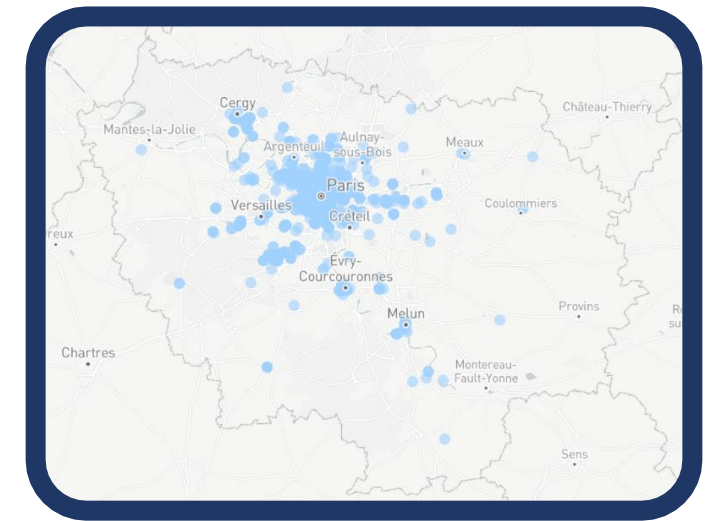 Cergy
Château-Thierry
Mantes-la-Jolie
Aulnay-
sous-Bois
Argenteuil
Meaux
Paris
Versailles
Coulommiers
Créteil
reux
Évry-
Courcouronnes
Provins
Melun
Chartres
Montereau-
Fault-Yonne
Sens